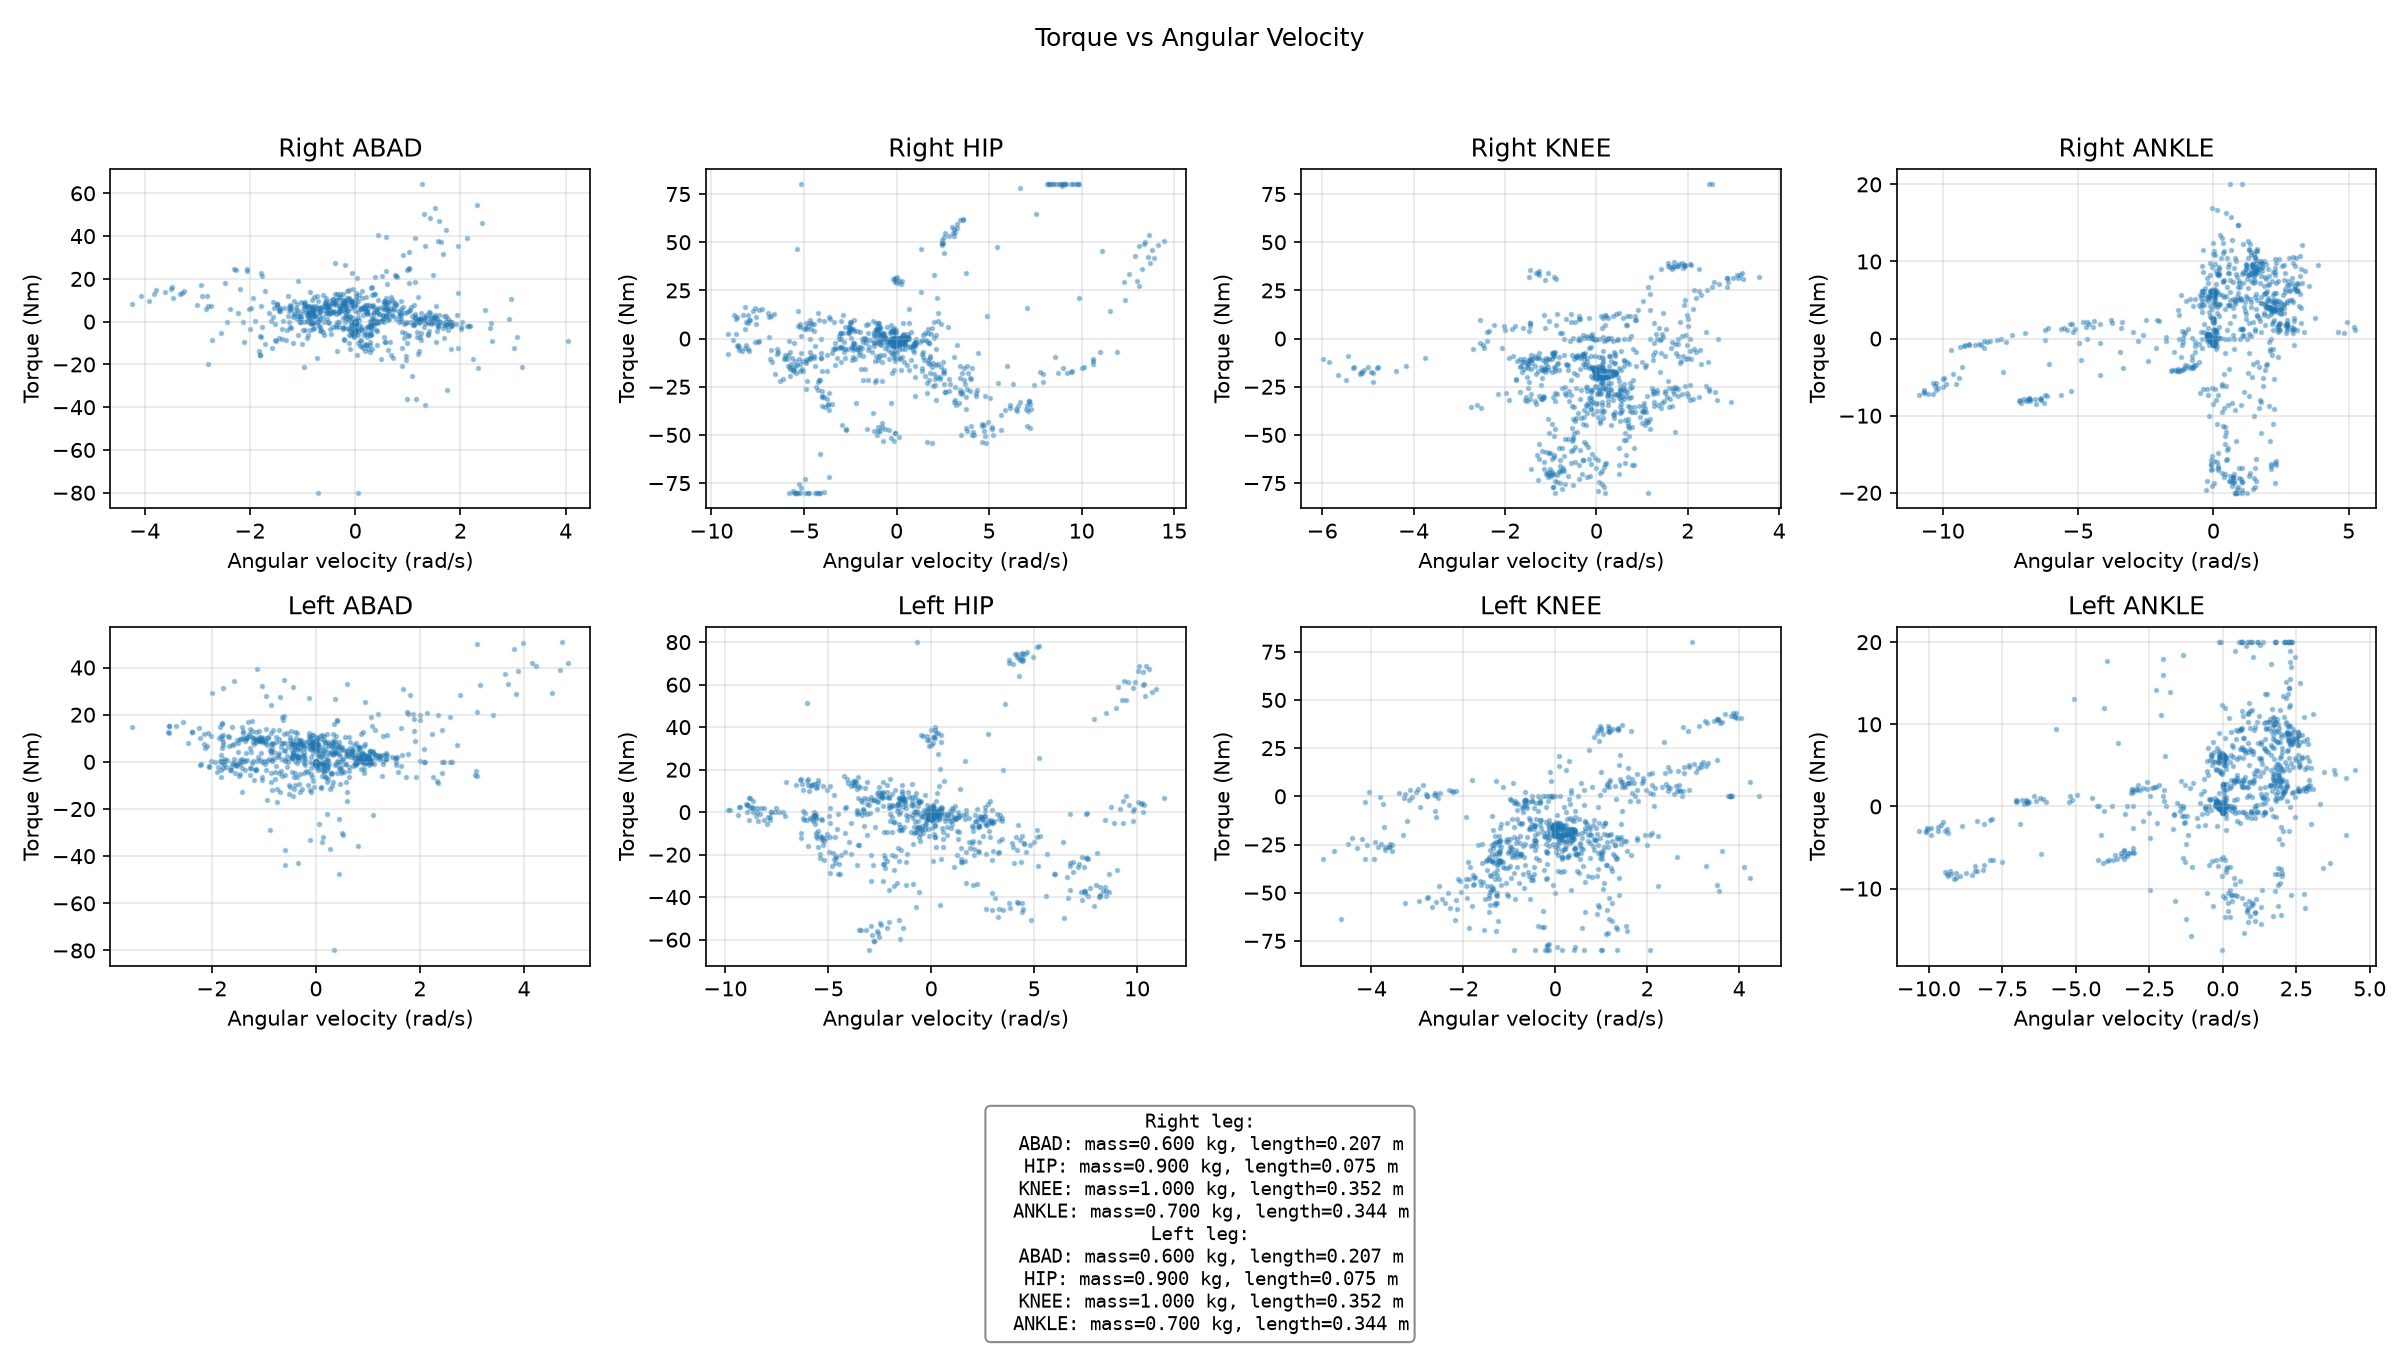 Torque vs Angular Velocity
Right ABAD
Torque (Nm)
60
40
20
0
−20
−40
−60
−80
−4
−2
0
2
4
Angular velocity (rad/s)
Right HIP
Torque (Nm)
75
50
25
0
−25
−50
−75
−10
−5
0
5
10
15
Angular velocity (rad/s)
Right KNEE
Torque (Nm)
75
50
25
0
−25
−50
−75
−6
−4
−2
0
2
4
Angular velocity (rad/s)
Right ANKLE
Torque (Nm)
20
10
0
−10
−20
−10
−5
0
5
Angular velocity (rad/s)
Left ABAD
Torque (Nm)
40
20
0
−20
−40
−60
−80
−2
0
2
4
Angular velocity (rad/s)
Left HIP
Torque (Nm)
80
60
40
20
0
−20
−40
−60
−10
−5
0
5
10
Angular velocity (rad/s)
Left KNEE
Torque (Nm)
75
50
25
0
−25
−50
−75
−4
−2
0
2
4
Angular velocity (rad/s)
Left ANKLE
Torque (Nm)
20
10
0
−10
−10.0
−7.5
−5.0
−2.5
0.0
2.5
5.0
Angular velocity (rad/s)
Right leg:
ABAD: mass=0.600 kg, length=0.207 m
HIP: mass=0.900 kg, length=0.075 m
KNEE: mass=1.000 kg, length=0.352 m
ANKLE: mass=0.700 kg, length=0.344 m
Left leg:
ABAD: mass=0.600 kg, length=0.207 m
HIP: mass=0.900 kg, length=0.075 m
KNEE: mass=1.000 kg, length=0.352 m
ANKLE: mass=0.700 kg, length=0.344 m